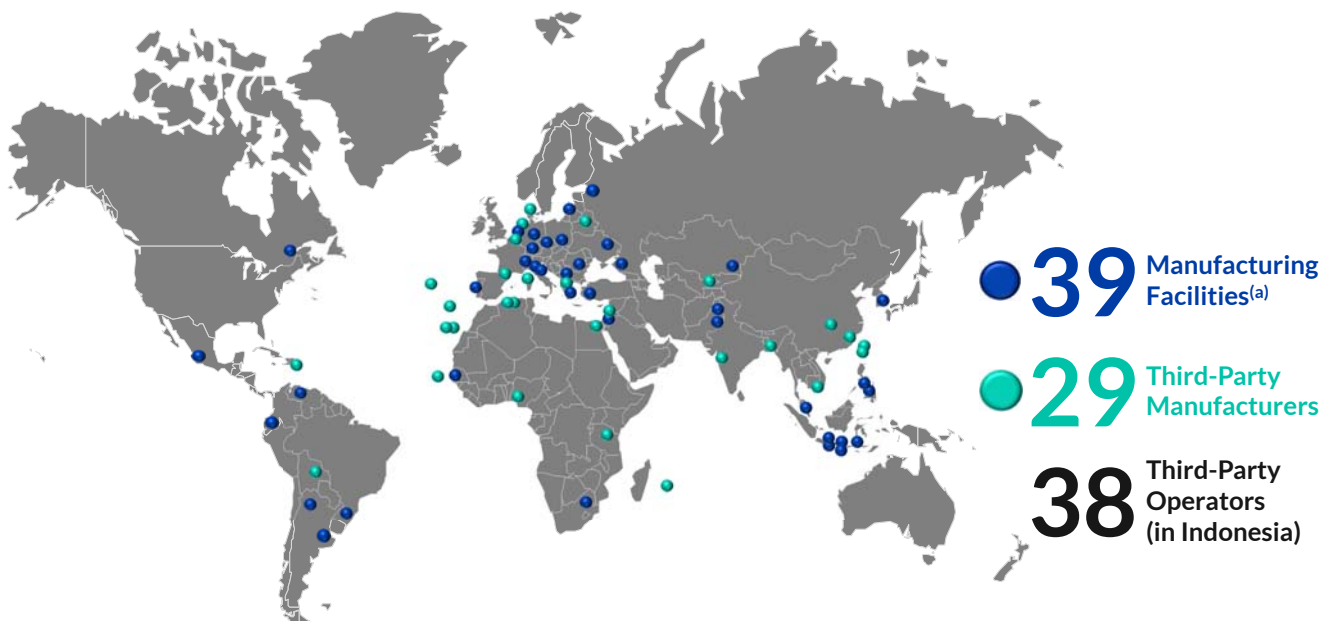 39
Manufacturing
Facilities(a)
29
Third-Party
Manufacturers
38
Third-Party
Operators
(in Indonesia)